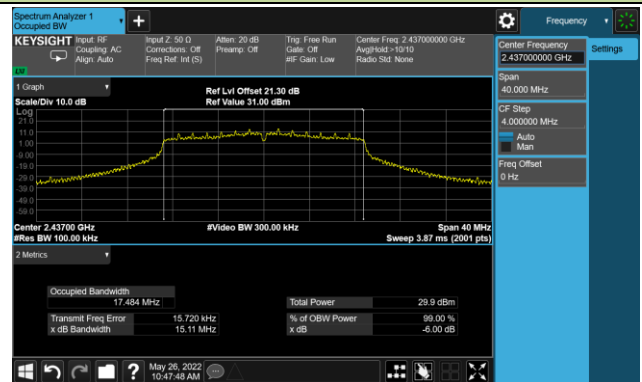 Spectrum Analyzer 1
Occupied BW
Frequency
KEYSIGHT
Input: RF
Coupling: AC
Align: Auto
Input Z: 50 Ω
Corrections: Off
Freq Ref: Int (S)
Atten: 20 dB
Preamp: Off
Trig: Free Run
Gate: Off
#IF Gain: Low
Center Freq: 2.437000000 GHz
Avg|Hold:>10/10
Radio Std: None
Center Frequency
2.437000000 GHz
Settings
Span
40.000 MHz
CF Step
4.000000 MHz
Auto
Man
Freq Offset
0 Hz
1 Graph
Scale/Div 10.0 dB
Ref Lvl Offset 21.30 dB
Ref Value 31.00 dBm
Log
21.0
11.0
1.00
-9.00
-19.0
-29.0
-39.0
-49.0
-59.0
Center 2.43700 GHz
#Res BW 100.00 kHz
#Video BW 300.00 kHz
Span 40 MHz
Sweep 3.87 ms (2001 pts)
2 Metrics
Occupied Bandwidth
17.484 MHz
Total Power 29.9 dBm
Transmit Freq Error 15.720 kHz
% of OBW Power 99.00 %
x dB Bandwidth 15.11 MHz
x dB -6.00 dB
?
May 26, 2022
10:47:48 AM